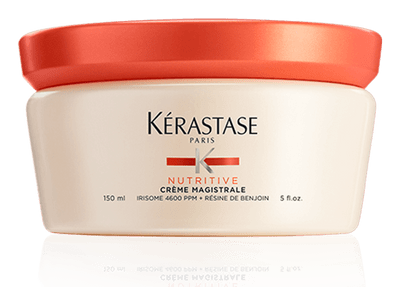 KÉRASTASE
PARIS
K
NUTRITIVE
CRÈME MAGISTRALE
150 ml IRISOME 4600 PPM • RÉSINE DE BENJOIN 5 fl.oz.